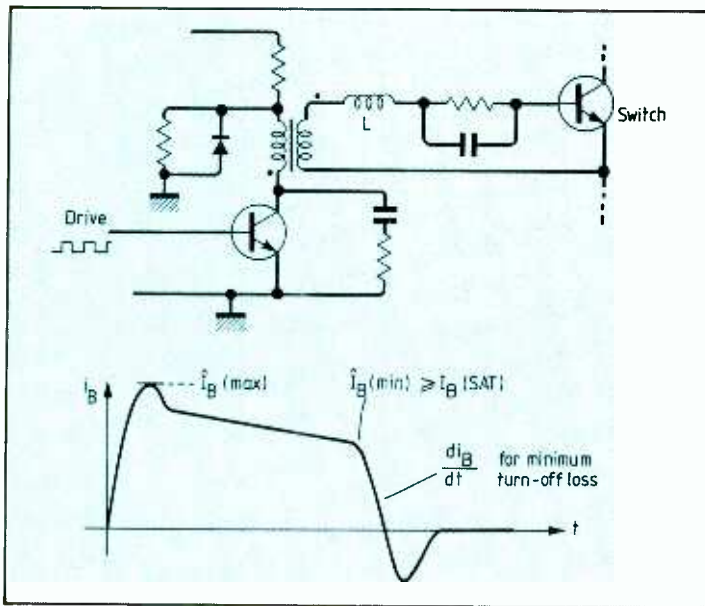 L
Switch
Drive
i_B
Î_B (max)
Î_B (min) ⩾ I_B (SAT)
di_B/dt for minimum
turn-off loss
t